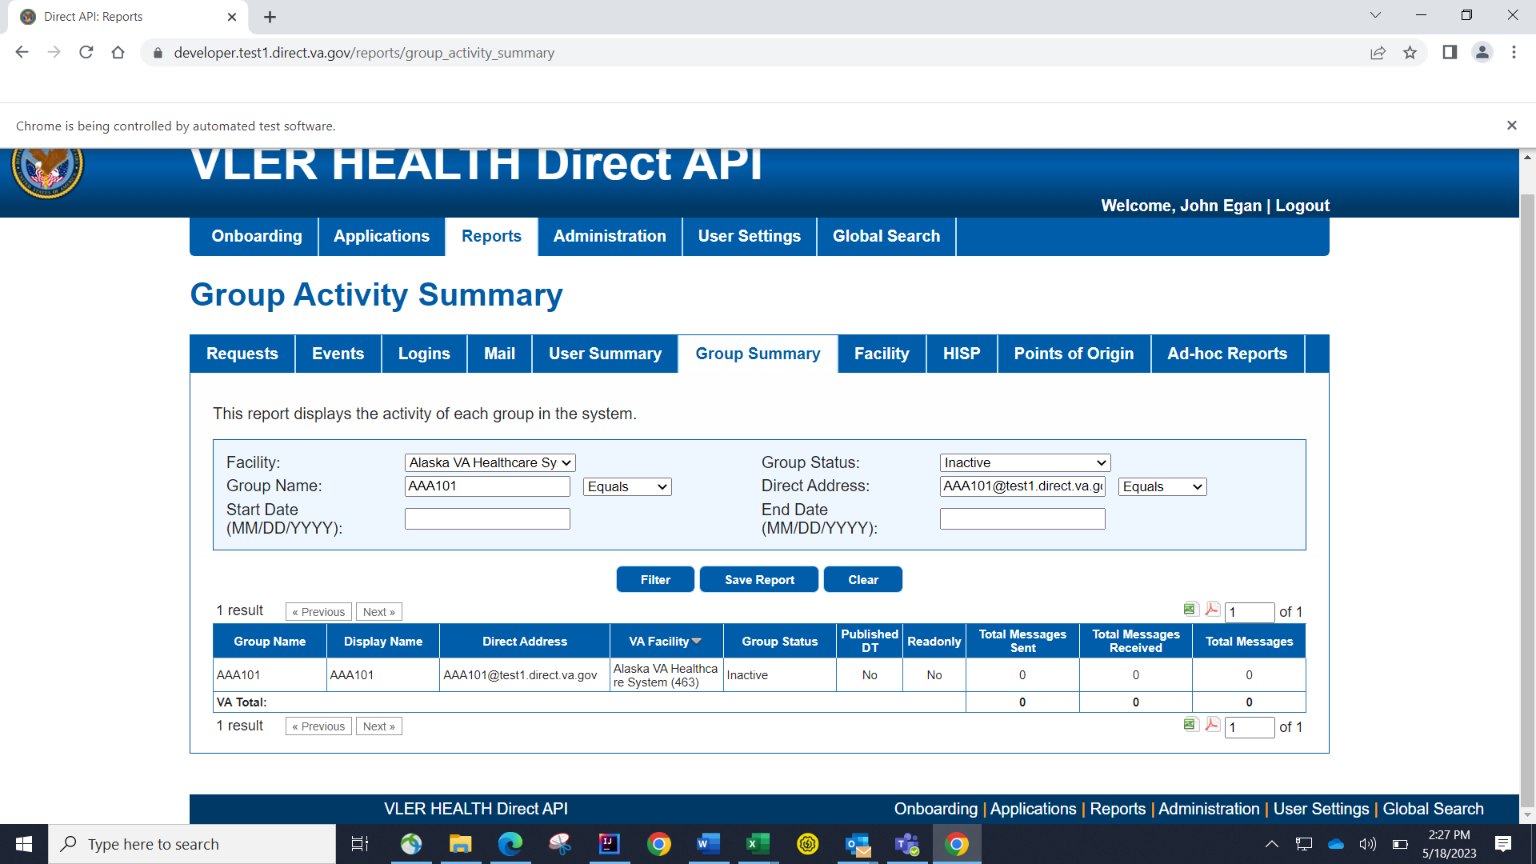 Direct API: Reports
developer.test1.direct.va.gov/reports/group_activity_summary
Chrome is being controlled by automated test software.
VLER HEALTH Direct API
Welcome, John Egan | Logout
Onboarding Applications Reports Administration User Settings Global Search
Group Activity Summary
Requests Events Logins Mail User Summary Group Summary Facility HISP Points of Origin Ad-hoc Reports
This report displays the activity of each group in the system.
Facility: Alaska VA Healthcare Sy Group Status: Inactive
Group Name: AAA101 Equals Direct Address: AAA101@test1.direct.va.g Equals
Start Date End Date
(MM/DD/YYYY): (MM/DD/YYYY):
Filter Save Report Clear
1 result « Previous Next » 1 of 1
Group Name Display Name Direct Address VA Facility Group Status Published DT Readonly Total Messages Sent Total Messages Received Total Messages
AAA101 AAA101 AAA101@test1.direct.va.gov Alaska VA Healthca Inactive No No 0 0 0
re System (463)
VA Total: 0 0 0
1 result « Previous Next » 1 of 1
VLER HEALTH Direct API Onboarding | Applications | Reports | Administration | User Settings | Global Search
Type here to search
2:27 PM
5/18/2023